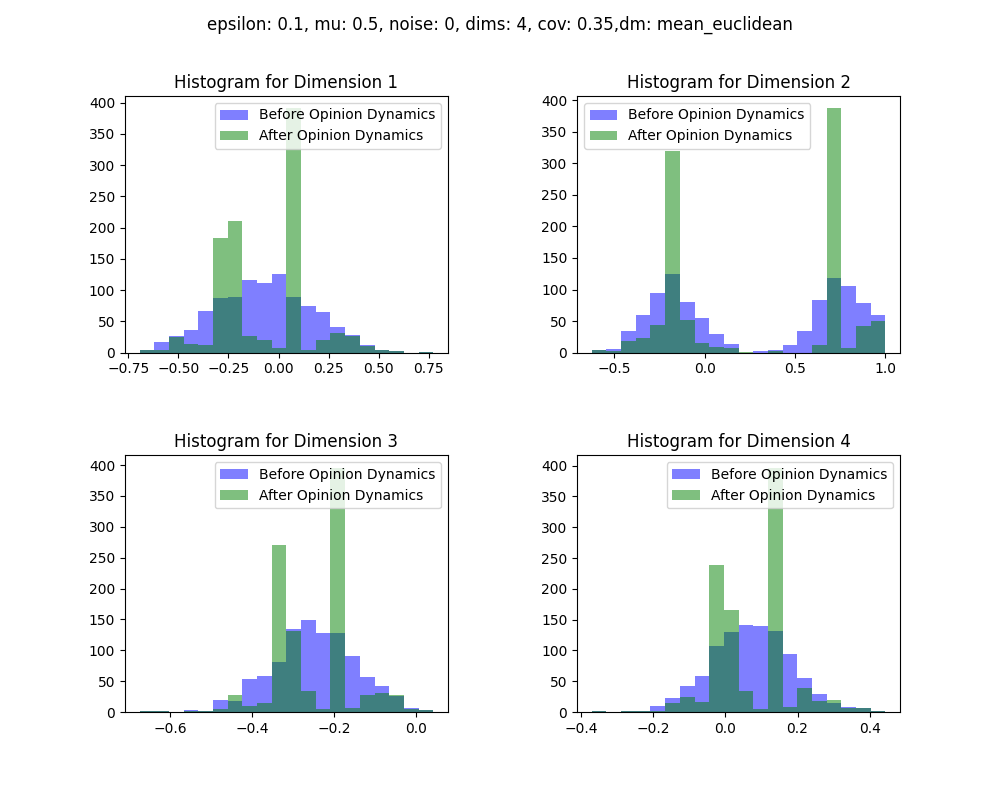 epsilon: 0.1, mu: 0.5, noise: 0, dims: 4, cov: 0.35,dm: mean_euclidean
Histogram for Dimension 1
Before Opinion Dynamics
After Opinion Dynamics
400
350
300
250
200
150
100
50
0
−0.75 −0.50 −0.25 0.00 0.25 0.50 0.75
Histogram for Dimension 2
Before Opinion Dynamics
After Opinion Dynamics
400
350
300
250
200
150
100
50
0
−0.5 0.0 0.5 1.0
Histogram for Dimension 3
Before Opinion Dynamics
After Opinion Dynamics
400
350
300
250
200
150
100
50
0
−0.6 −0.4 −0.2 0.0
Histogram for Dimension 4
Before Opinion Dynamics
After Opinion Dynamics
400
350
300
250
200
150
100
50
0
−0.4 −0.2 0.0 0.2 0.4